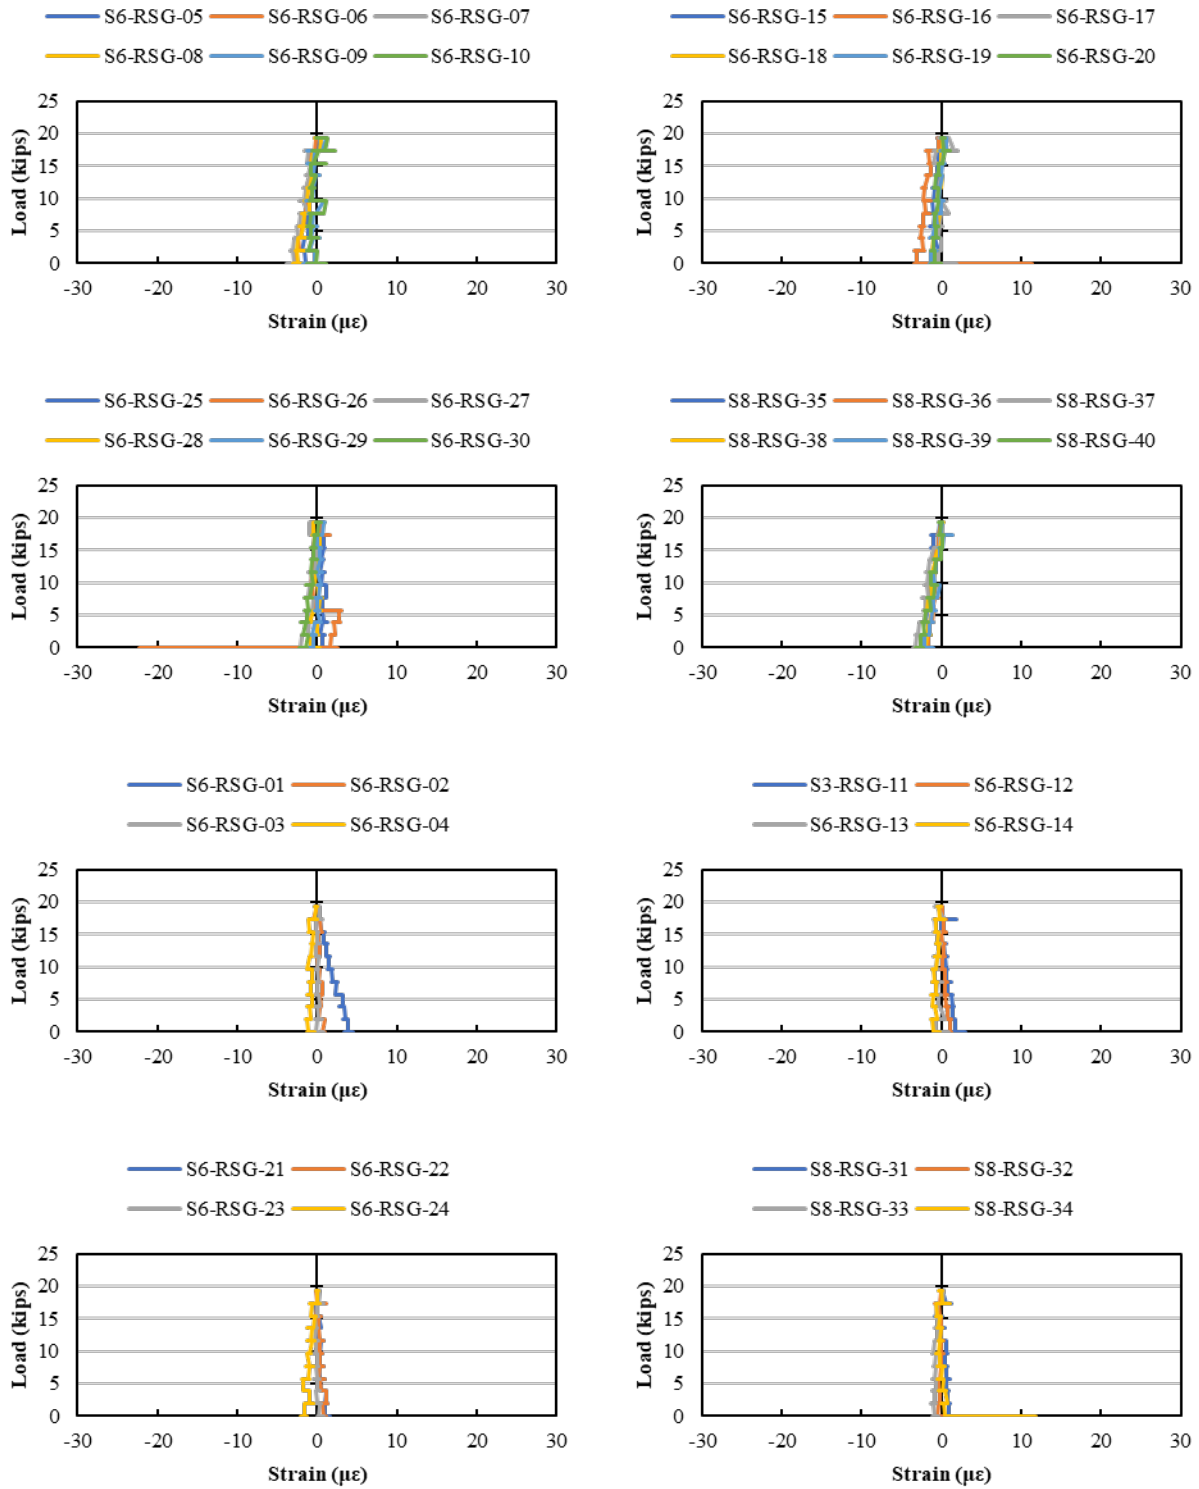 S6-RSG-05 S6-RSG-06 S6-RSG-07
S6-RSG-08 S6-RSG-09 S6-RSG-10
25
20
15
10
5
0
Load (kips)
-30 -20 -10 0 10 20 30
Strain (με)
S6-RSG-15 S6-RSG-16 S6-RSG-17
S6-RSG-18 S6-RSG-19 S6-RSG-20
25
20
15
10
5
0
Load (kips)
-30 -20 -10 0 10 20 30
Strain (με)
S6-RSG-25 S6-RSG-26 S6-RSG-27
S6-RSG-28 S6-RSG-29 S6-RSG-30
25
20
15
10
5
0
Load (kips)
-30 -20 -10 0 10 20 30
Strain (με)
S8-RSG-35 S8-RSG-36 S8-RSG-37
S8-RSG-38 S8-RSG-39 S8-RSG-40
25
20
15
10
5
0
Load (kips)
-30 -20 -10 0 10 20 30
Strain (με)
S6-RSG-01 S6-RSG-02
S6-RSG-03 S6-RSG-04
25
20
15
10
5
0
Load (kips)
-30 -20 -10 0 10 20 30
Strain (με)
S3-RSG-11 S6-RSG-12
S6-RSG-13 S6-RSG-14
25
20
15
10
5
0
Load (kips)
-30 -20 -10 0 10 20 30
Strain (με)
S6-RSG-21 S6-RSG-22
S6-RSG-23 S6-RSG-24
25
20
15
10
5
0
Load (kips)
-30 -20 -10 0 10 20 30
Strain (με)
S8-RSG-31 S8-RSG-32
S8-RSG-33 S8-RSG-34
25
20
15
10
5
0
Load (kips)
-30 -20 -10 0 10 20 30
Strain (με)